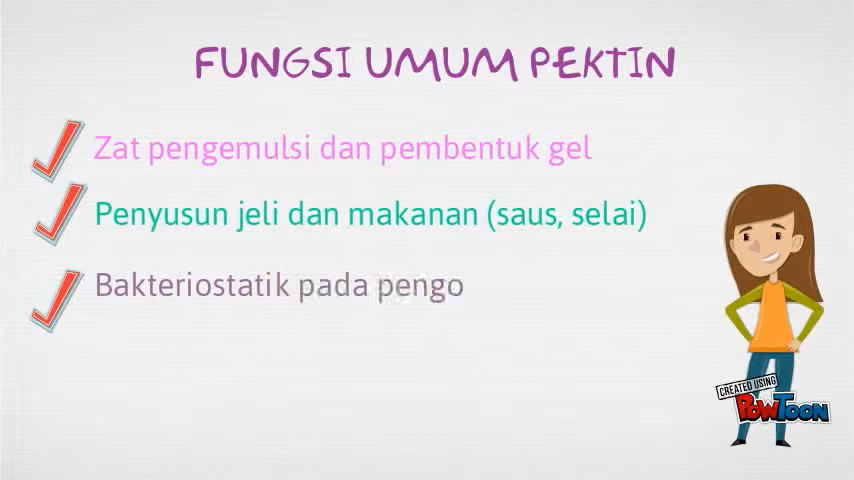 FUNGSI UMUM PEKTIN
Zat pengemulsi dan pembentuk gel
Penyusun jeli dan makanan (saus, selai)
Bakteriostatik pada pengo
CREATED USING
POWTOON